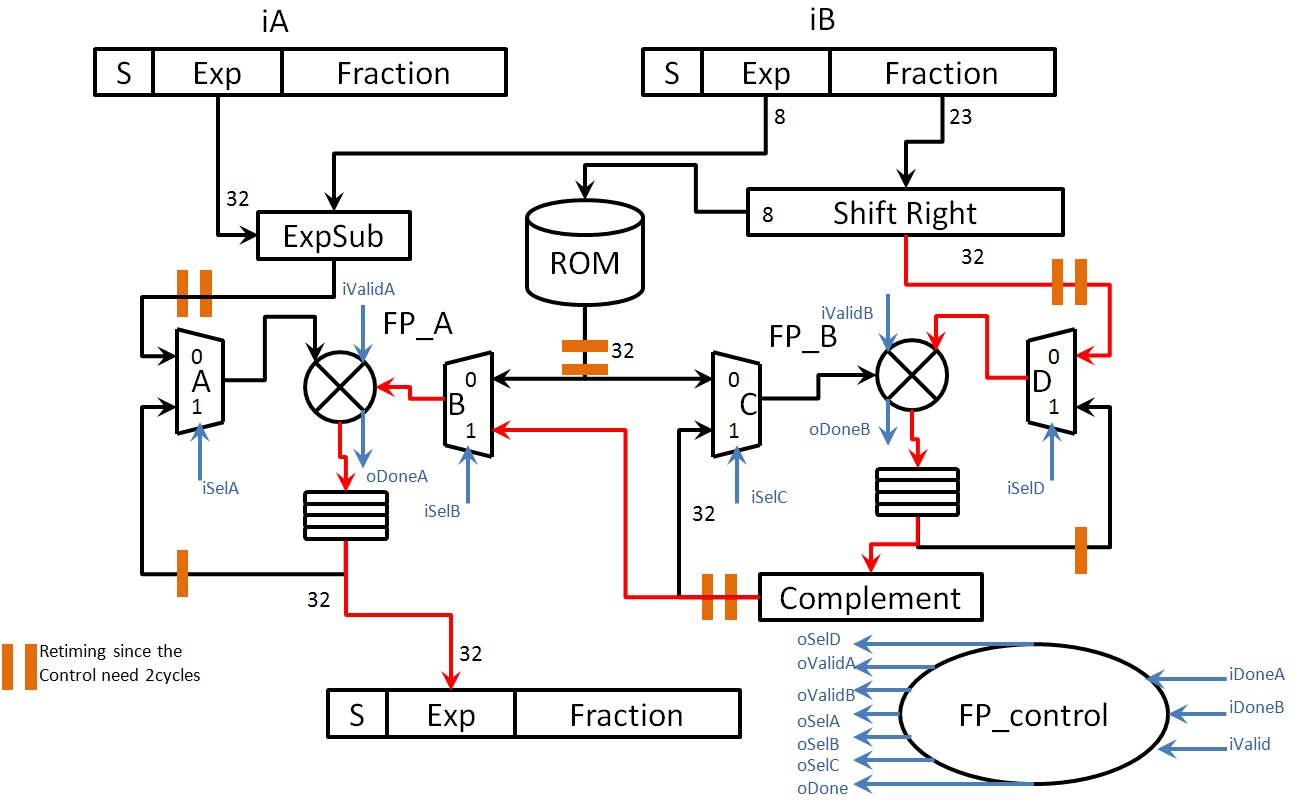 iA
iB
S Exp Fraction
S Exp Fraction
8
23
32
ExpSub
ROM
8 Shift Right
32
iValidA
FP_A
iValidB
FP_B
32
0
A
1
0
B
1
0
C
1
0
D
1
oDoneA
oDoneB
iSelA
iSelB
iSelC
iSelD
32
32
Complement
32
Retiming since the
Control need 2cycles
S Exp Fraction
oSelD
oValidA
oValidB
oSelA
oSelB
oSelC
oDone
FP_control
iDoneA
iDoneB
iValid